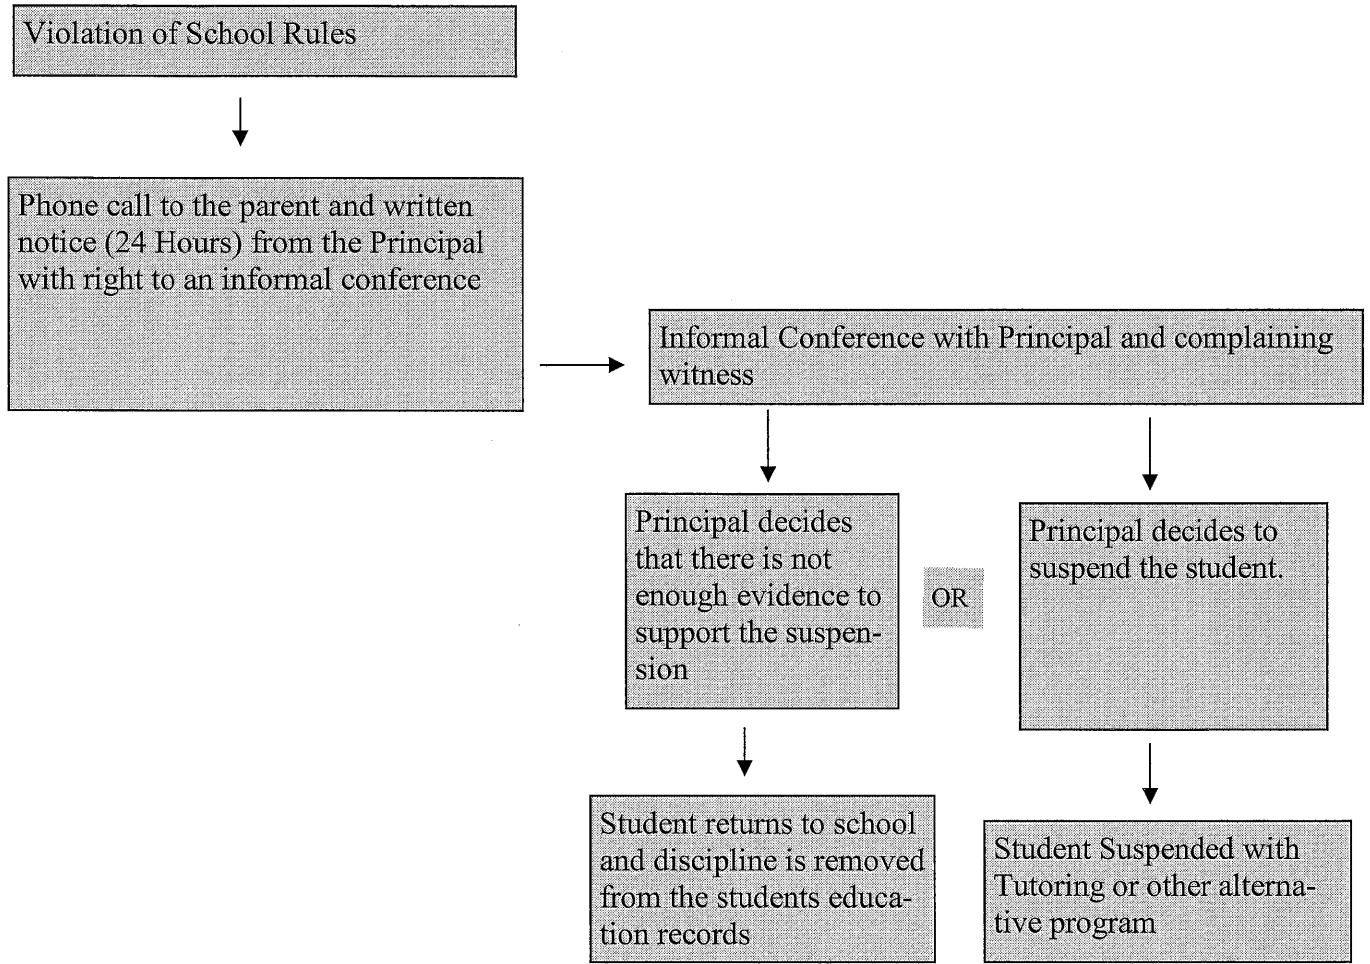 Violation of School Rules
Phone call to the parent and written
notice (24 Hours) from the Principal
with right to an informal conference
Informal Conference with Principal and complaining
witness
Principal decides
that there is not
enough evidence to
support the suspen-
sion
OR
Principal decides to
suspend the student.
Student returns to school
and discipline is removed
from the students educa-
tion records
Student Suspended with
Tutoring or other alterna-
tive program